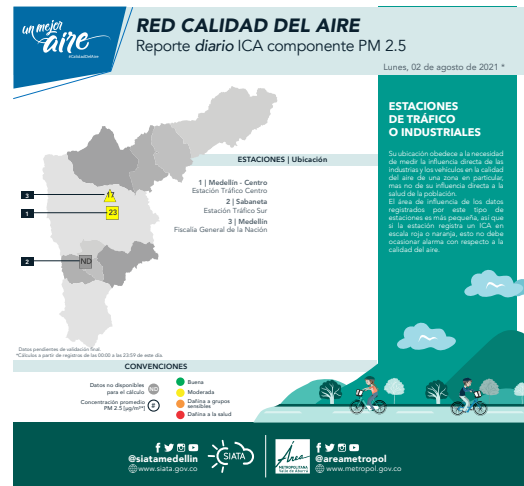 un mejor
aire
#CalidadDelAire
RED CALIDAD DEL AIRE
Reporte diario ICA componente PM 2.5
Lunes, 02 de agosto de 2021 *
ESTACIONES
DE TRÁFICO
O INDUSTRIALES
Su ubicación obedece a la necesidad
de medir la influencia directa de las
industrias y los vehículos en la calidad
del aire de una zona en particular,
mas no de su influencia directa a la
salud de la población.
El área de influencia de los datos
registrados por este tipo de
estaciones es más pequeña, así que
si la estación registra un ICA en
escala roja o naranja, esto no debe
ocasionar alarma con respecto a la
calidad del aire.
ESTACIONES | Ubicación
1 | Medellín - Centro
Estación Tráfico Centro
2 | Sabaneta
Estación Tráfico Sur
3 | Medellín
Fiscalía General de la Nación
3
17
1
23
2
ND
Datos pendientes de validación final.
*Cálculos a partir de registros de las 00:00 a las 23:59 de este día.
CONVENCIONES
Datos no disponibles
para el cálculo
ND
Concentración promedio
PM 2.5 [µg/m³*]
#
Buena
Moderada
Dañina a grupos
sensibles
Dañina a la salud
@siatamedellin
www.siata.gov.co
SIATA
Área
METROPOLITANA
Valle de Aburrá
@areametropol
www.metropol.gov.co